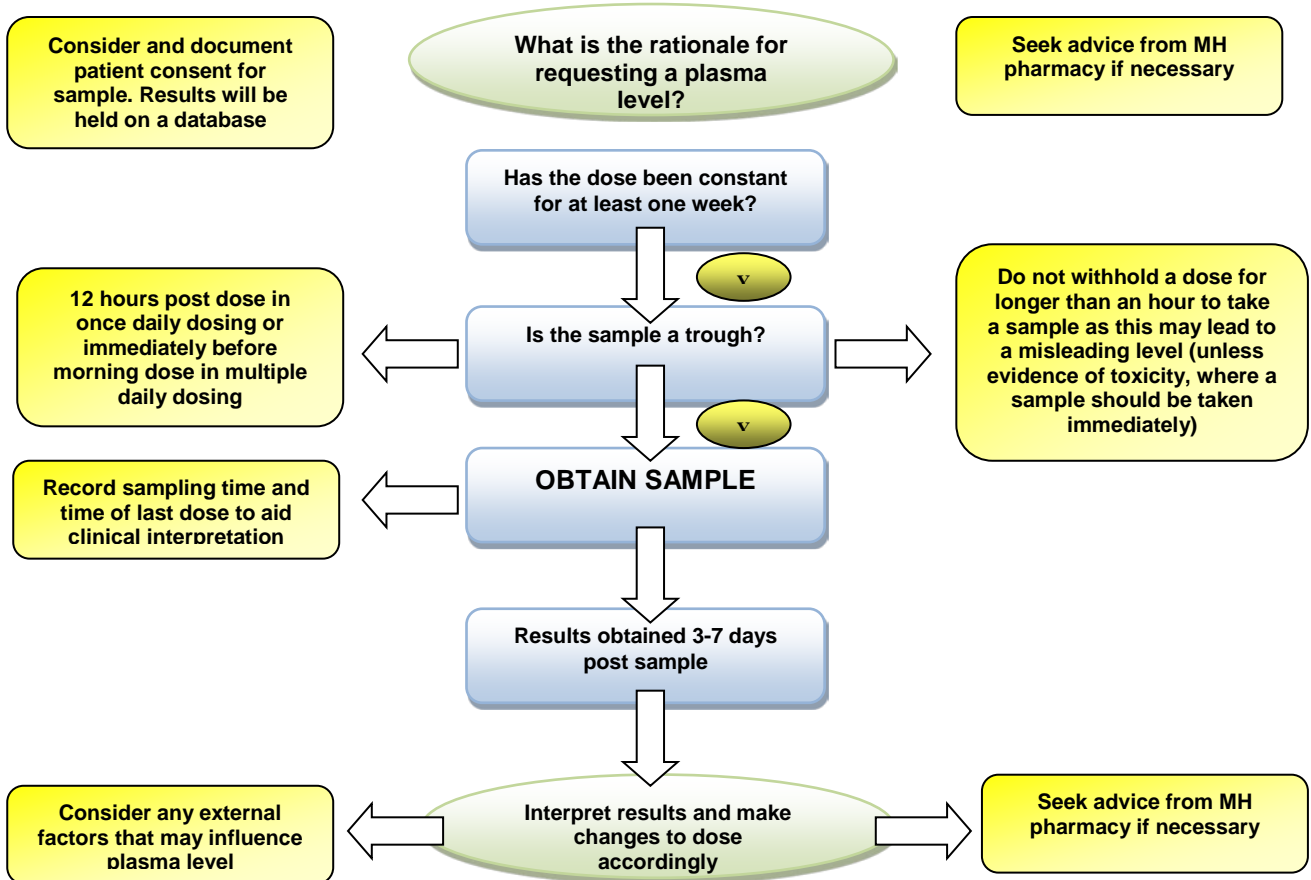 Consider and document
patient consent for
sample. Results will be
held on a database
What is the rationale for
requesting a plasma
level?
Seek advice from MH
pharmacy if necessary
Has the dose been constant
for at least one week?
v
12 hours post dose in
once daily dosing or
immediately before
morning dose in multiple
daily dosing
Is the sample a trough?
Do not withhold a dose for
longer than an hour to take
a sample as this may lead to
a misleading level (unless
evidence of toxicity, where a
sample should be taken
immediately)
v
Record sampling time and
time of last dose to aid
clinical interpretation
OBTAIN SAMPLE
Results obtained 3-7 days
post sample
Consider any external
factors that may influence
plasma level
Interpret results and make
changes to dose
accordingly
Seek advice from MH
pharmacy if necessary